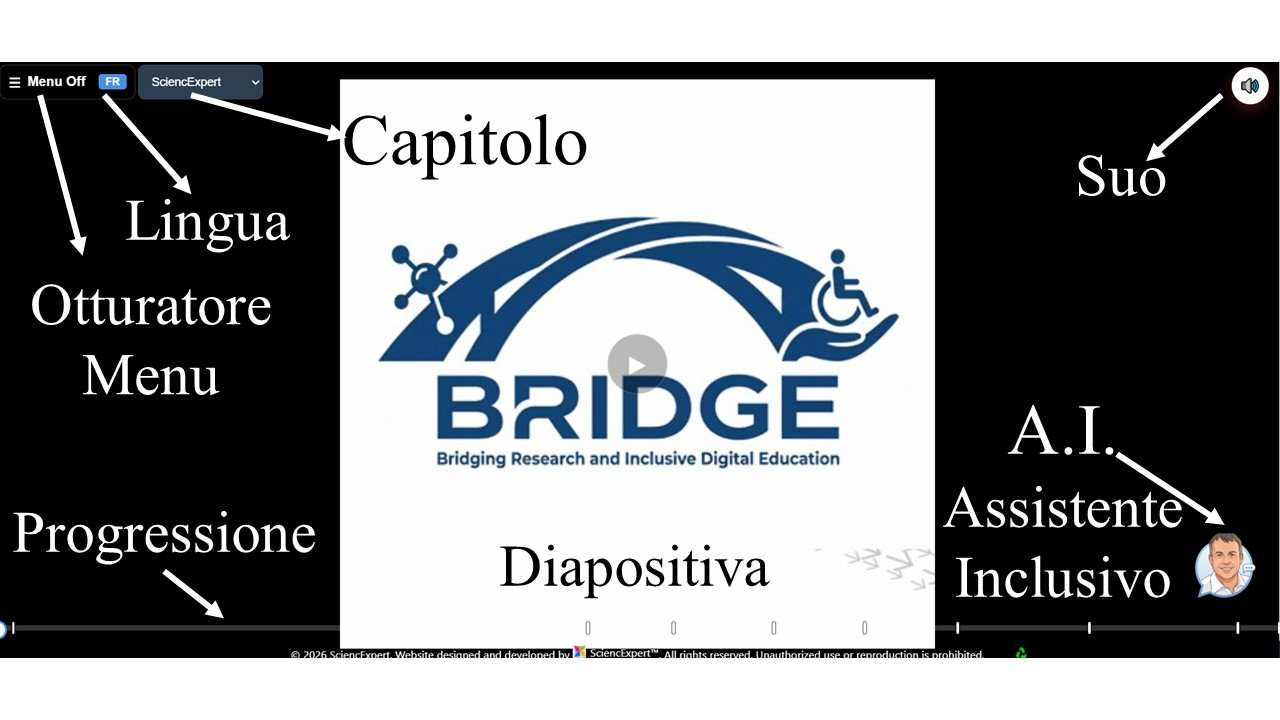 ☰ Menu Off FR SciencExpert
Capitolo
Suo
Lingua
Otturatore
Menu
BRIDGE
Bridging Research and Inclusive Digital Education
A.I.
Assistente
Inclusivo
Progressione
Diapositiva
© 2026 SciencExpert. Website designed and developed by SciencExpert™. All rights reserved. Unauthorized use or reproduction is prohibited.